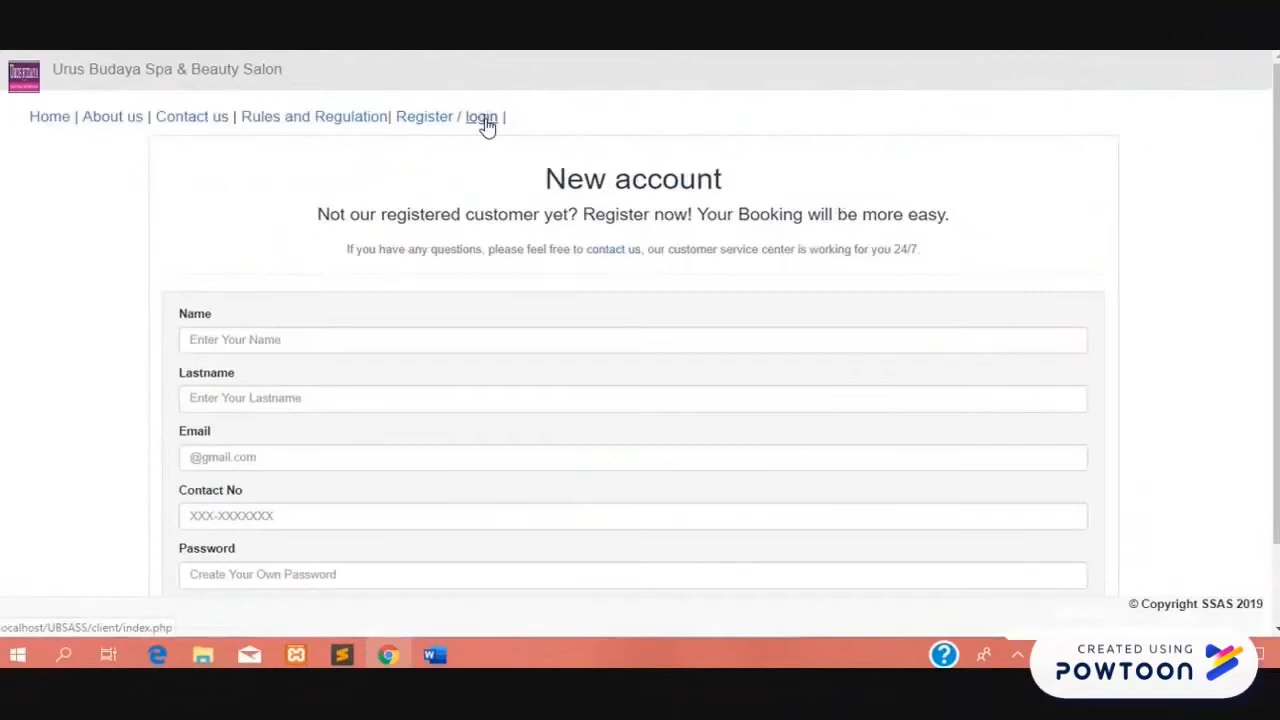 Urus Budaya Spa & Beauty Salon
Home | About us | Contact us | Rules and Regulation| Register / login |
New account
Not our registered customer yet? Register now! Your Booking will be more easy.
If you have any questions, please feel free to contact us, our customer service center is working for you 24/7.
Name
Enter Your Name
Lastname
Enter Your Lastname
Email
@gmail.com
Contact No
XXX-XXXXXXX
Password
Create Your Own Password
© Copyright SSAS 2019
ocalhost/UBSASS/client/index.php
CREATED USING
POWTOON